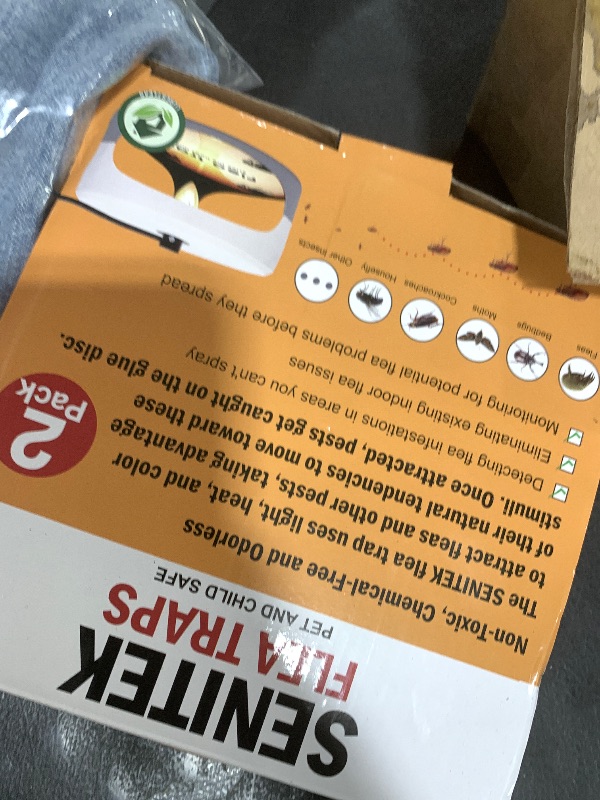 SENITEK
FLEA TRAPS
PET AND CHILD SAFE
Non-Toxic, Chemical-Free and Odorless
The SENITEK flea trap uses light, heat, and color
to attract fleas and other pests, taking advantage
of their natural tendencies to move toward these
stimuli. Once attracted, pests get caught on the glue disc.
2
Pack
Detecting flea infestations in areas you can't spray
Eliminating existing indoor flea issues
Monitoring for potential flea problems before they spread
Fleas
Bedbugs
Moths
Cockroaches
Housefly
Other Insects